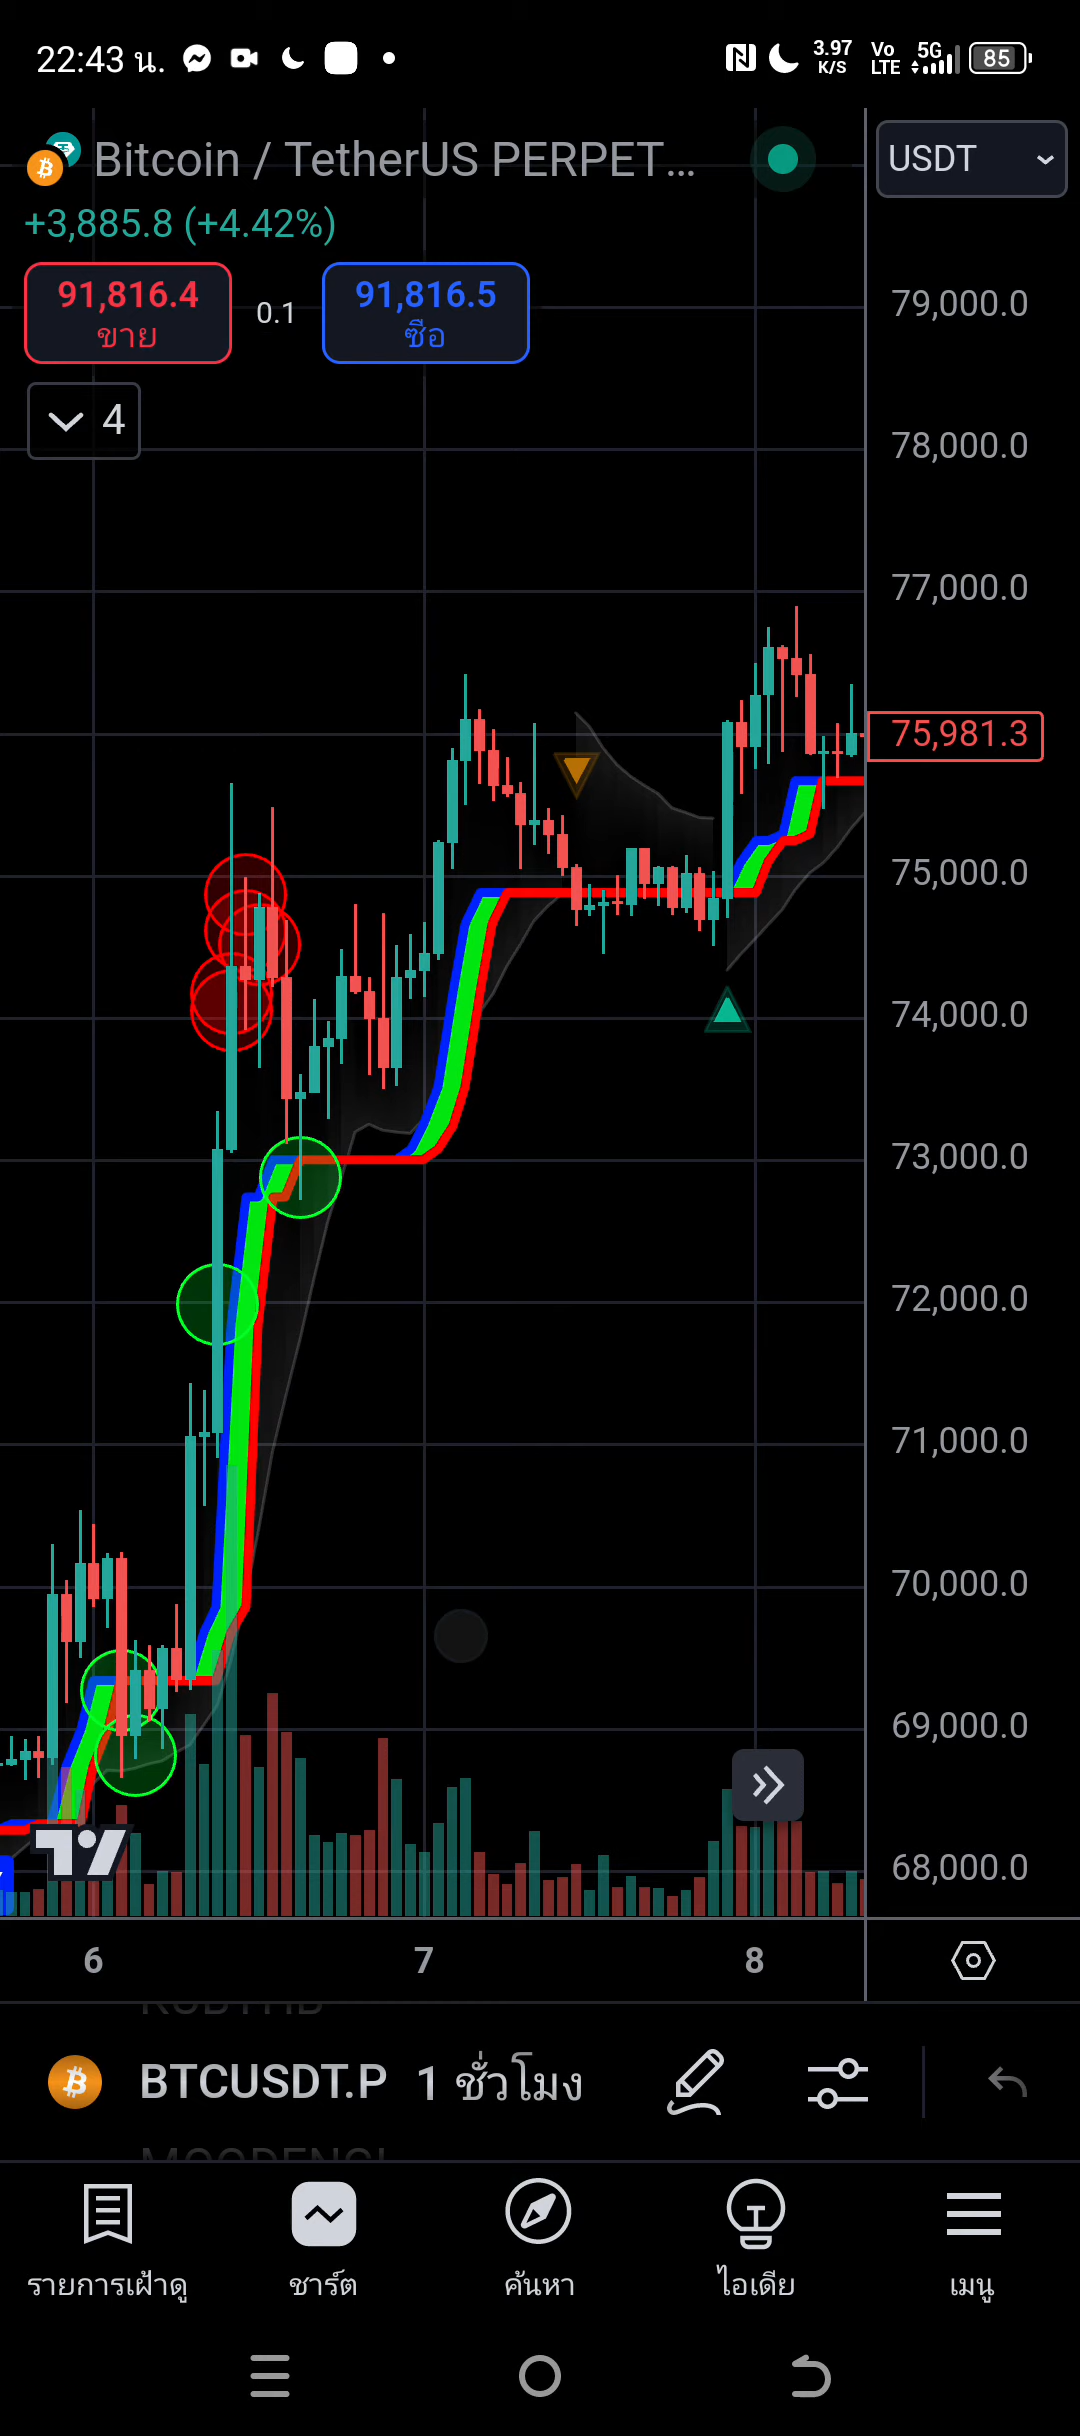 22:43 น.
3.97 K/S
Vo LTE
5G
85
Bitcoin / TetherUS PERPET...
USDT
+3,885.8 (+4.42%)
91,816.4
ขาย
0.1
91,816.5
ซื้อ
4
79,000.0
78,000.0
77,000.0
75,981.3
75,000.0
74,000.0
73,000.0
72,000.0
71,000.0
70,000.0
69,000.0
68,000.0
6
7
8
BTCUSDT.P
1 ชั่วโมง
รายการเฝ้าดู
ชาร์ต
ค้นหา
ไอเดีย
เมนู